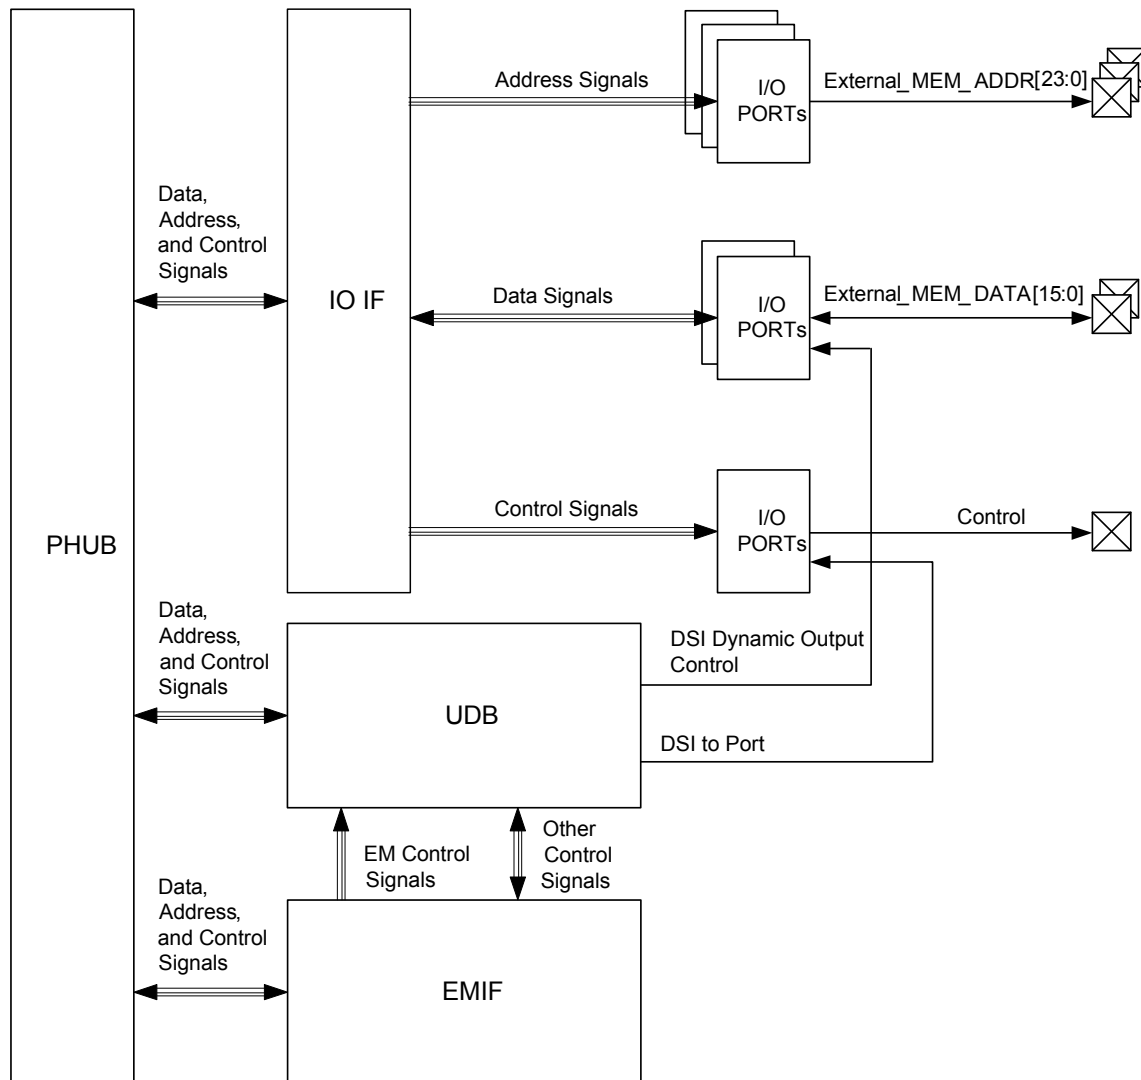 Address Signals
I/O
PORTs
External_MEM_ADDR[23:0]
Data,
Address,
and Control
Signals
IO IF
Data Signals
I/O
PORTs
External_MEM_DATA[15:0]
Control Signals
I/O
PORTs
Control
PHUB
Data,
Address,
and Control
Signals
UDB
DSI Dynamic Output
Control
DSI to Port
EM Control
Signals
Other
Control
Signals
Data,
Address,
and Control
Signals
EMIF